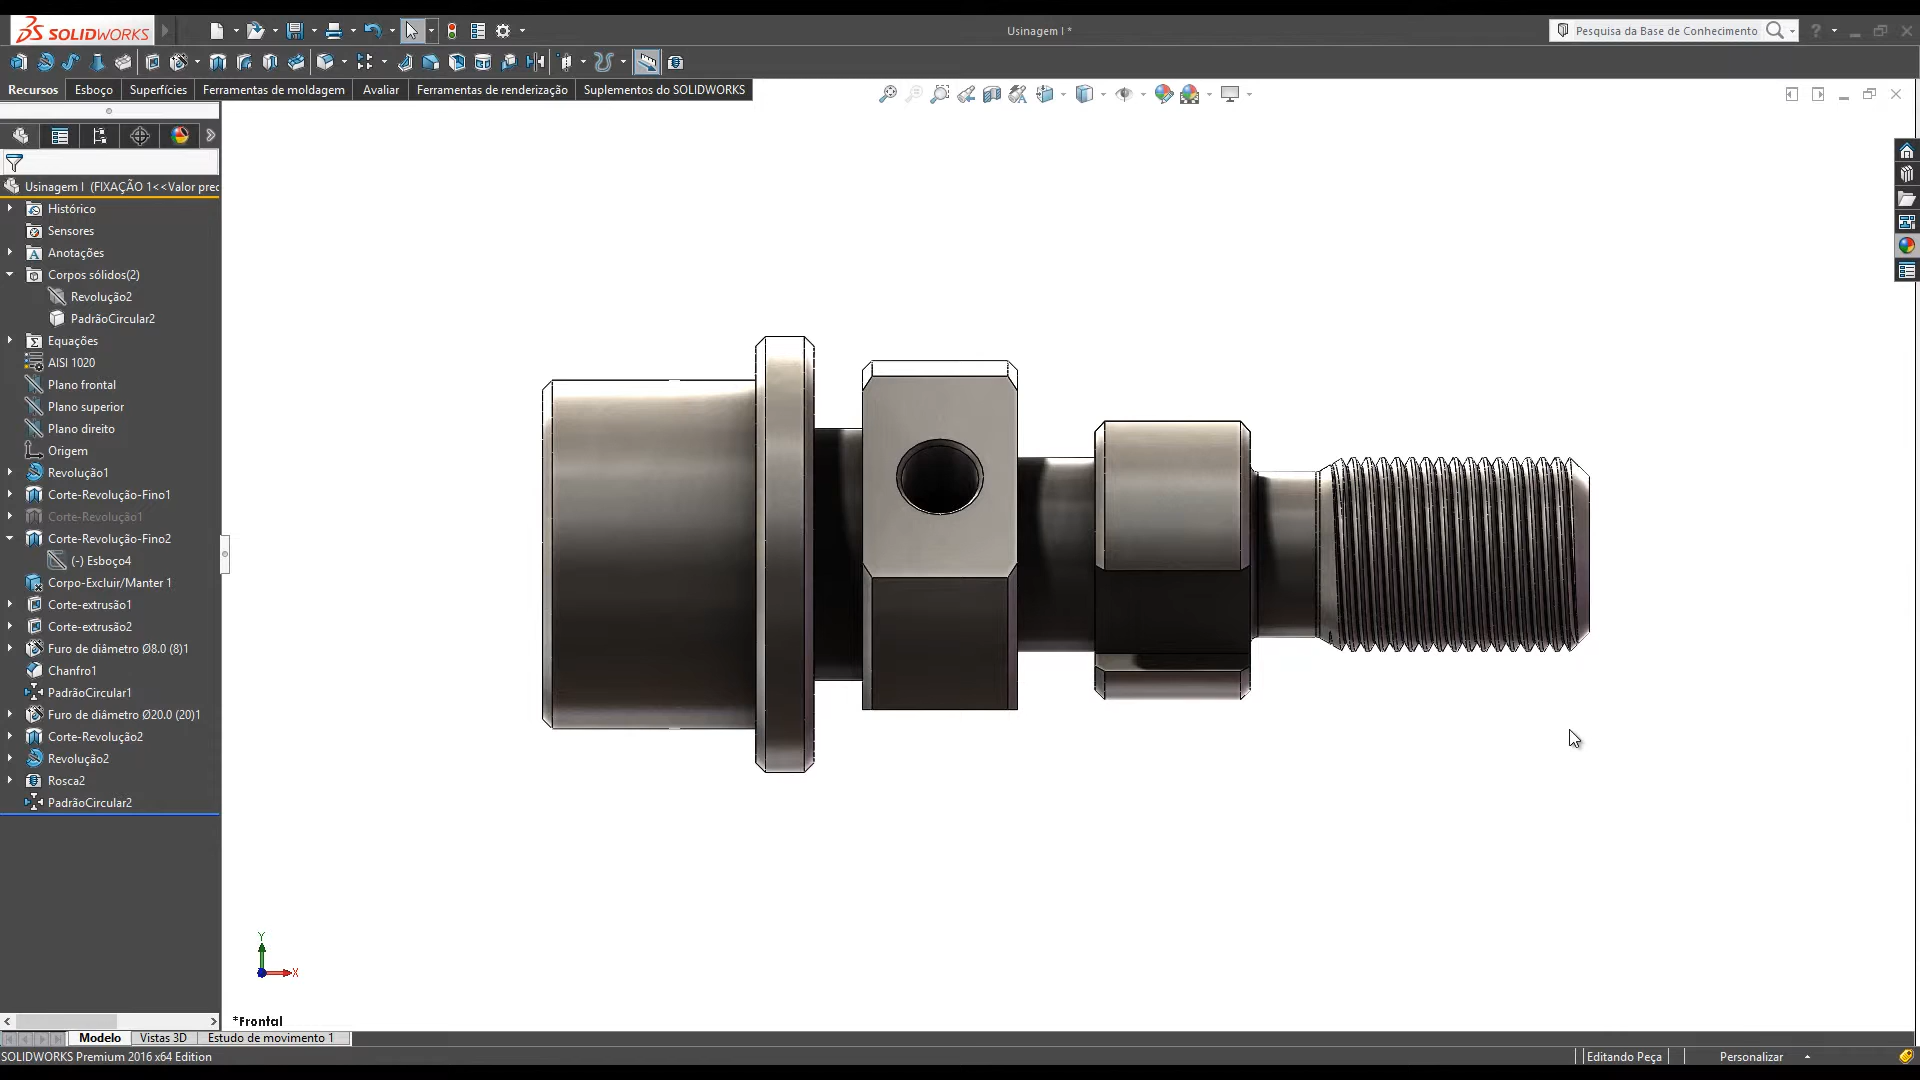 SOLIDWORKS
Usinagem I *
Pesquisa da Base de Conhecimento
Recursos
Esboço
Superfícies
Ferramentas de moldagem
Avaliar
Ferramentas de renderização
Suplementos do SOLIDWORKS
Usinagem I (FIXAÇÃO 1<<Valor prec
Histórico
Sensores
Anotações
Corpos sólidos(2)
Revolução2
PadrãoCircular2
Equações
AISI 1020
Plano frontal
Plano superior
Plano direito
Origem
Revolução1
Corte-Revolução-Fino1
Corte-Revolução1
Corte-Revolução-Fino2
(-) Esboço4
Corpo-Excluir/Manter 1
Corte-extrusão1
Corte-extrusão2
Furo de diâmetro Ø8.0 (8)1
Chanfro1
PadrãoCircular1
Furo de diâmetro Ø20.0 (20)1
Corte-Revolução2
Revolução2
Rosca2
PadrãoCircular2
Y
X
*Frontal
Modelo
Vistas 3D
Estudo de movimento 1
SOLIDWORKS Premium 2016 x64 Edition
Editando Peça
Personalizar